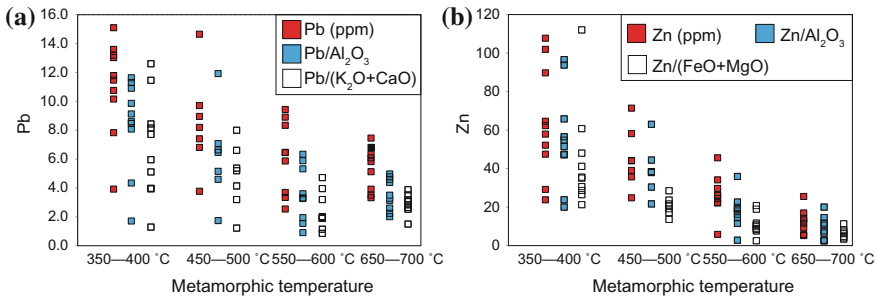 (a)
Pb (ppm)
Pb/Al₂O₃
Pb/(K₂O+CaO)
16.0
14.0
12.0
10.0
8.0
6.0
4.0
2.0
0.0
Pb
350—400 °C
450—500 °C
550—600 °C
650—700 °C
Metamorphic temperature
(b)
Zn (ppm)
Zn/Al₂O₃
Zn/(FeO+MgO)
120
100
80
60
40
20
0
Zn
350—400 °C
450—500 °C
550—600 °C
650—700 °C
Metamorphic temperature